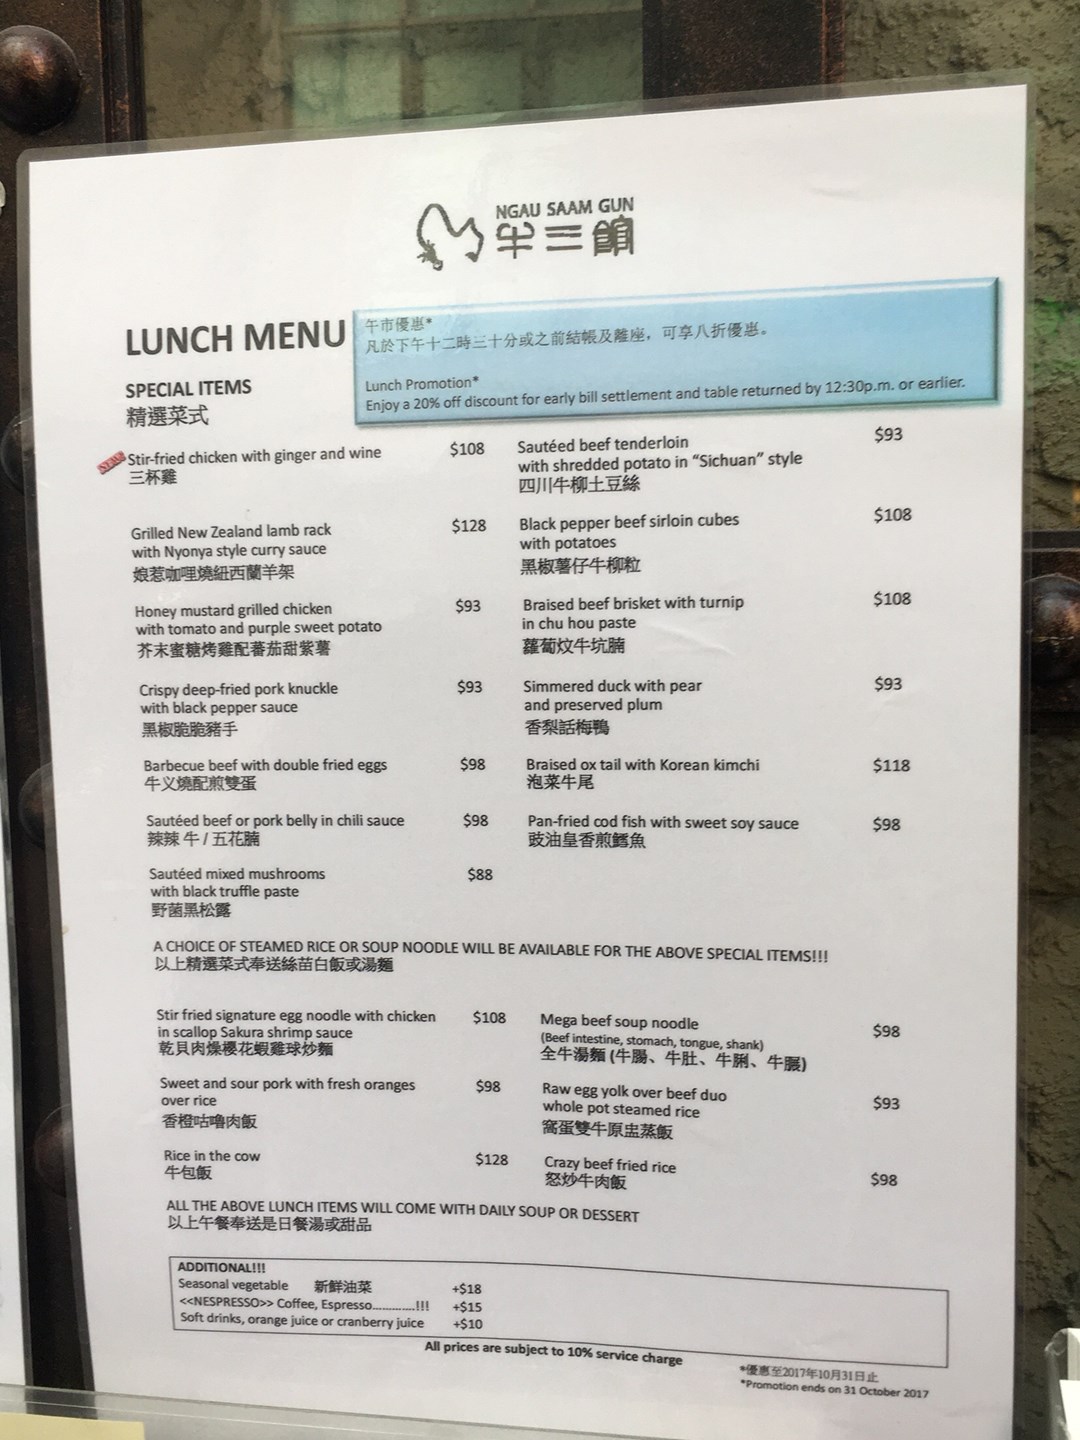 NGAU SAAM GUN
牛三館
LUNCH MENU
午市優惠*
凡於下午十二時三十分或之前結帳及離座，可享八折優惠。
Lunch Promotion*
Enjoy a 20% off discount for early bill settlement and table returned by 12:30p.m. or earlier.
SPECIAL ITEMS
精選菜式
Stir-fried chicken with ginger and wine $108
三杯雞
Grilled New Zealand lamb rack $128
with Nyonya style curry sauce
娘惹咖哩燒紐西蘭羊架
Honey mustard grilled chicken $93
with tomato and purple sweet potato
芥末蜜糖烤雞配蕃茄甜紫薯
Crispy deep-fried pork knuckle $93
with black pepper sauce
黑椒脆脆豬手
Barbecue beef with double fried eggs $98
牛义燒配煎雙蛋
Sautéed beef or pork belly in chili sauce $98
辣辣 牛 / 五花腩
Sautéed mixed mushrooms $88
with black truffle paste
野菌黑松露
Sautéed beef tenderloin $93
with shredded potato in “Sichuan” style
四川牛柳土豆絲
Black pepper beef sirloin cubes $108
with potatoes
黑椒薯仔牛柳粒
Braised beef brisket with turnip $108
in chu hou paste
蘿蔔炆牛坑腩
Simmered duck with pear $93
and preserved plum
香梨話梅鴨
Braised ox tail with Korean kimchi $118
泡菜牛尾
Pan-fried cod fish with sweet soy sauce $98
豉油皇香煎鱈魚
A CHOICE OF STEAMED RICE OR SOUP NOODLE WILL BE AVAILABLE FOR THE ABOVE SPECIAL ITEMS!!!
以上精選菜式奉送絲苗白飯或湯麵
Stir fried signature egg noodle with chicken $108
in scallop Sakura shrimp sauce
乾貝肉燥櫻花蝦雞球炒麵
Sweet and sour pork with fresh oranges $98
over rice
香橙咕嚕肉飯
Rice in the cow $128
牛包飯
Mega beef soup noodle $98
(Beef intestine, stomach, tongue, shank)
全牛湯麵 (牛腸、牛肚、牛脷、牛𦟌)
Raw egg yolk over beef duo $93
whole pot steamed rice
窩蛋雙牛原盅蒸飯
Crazy beef fried rice $98
怒炒牛肉飯
ALL THE ABOVE LUNCH ITEMS WILL COME WITH DAILY SOUP OR DESSERT
以上午餐奉送是日餐湯或甜品
ADDITIONAL!!!
Seasonal vegetable 新鮮油菜 +$18
<<NESPRESSO>> Coffee, Espresso.............!!! +$15
Soft drinks, orange juice or cranberry juice +$10
All prices are subject to 10% service charge
*優惠至2017年10月31日止
*Promotion ends on 31 October 2017